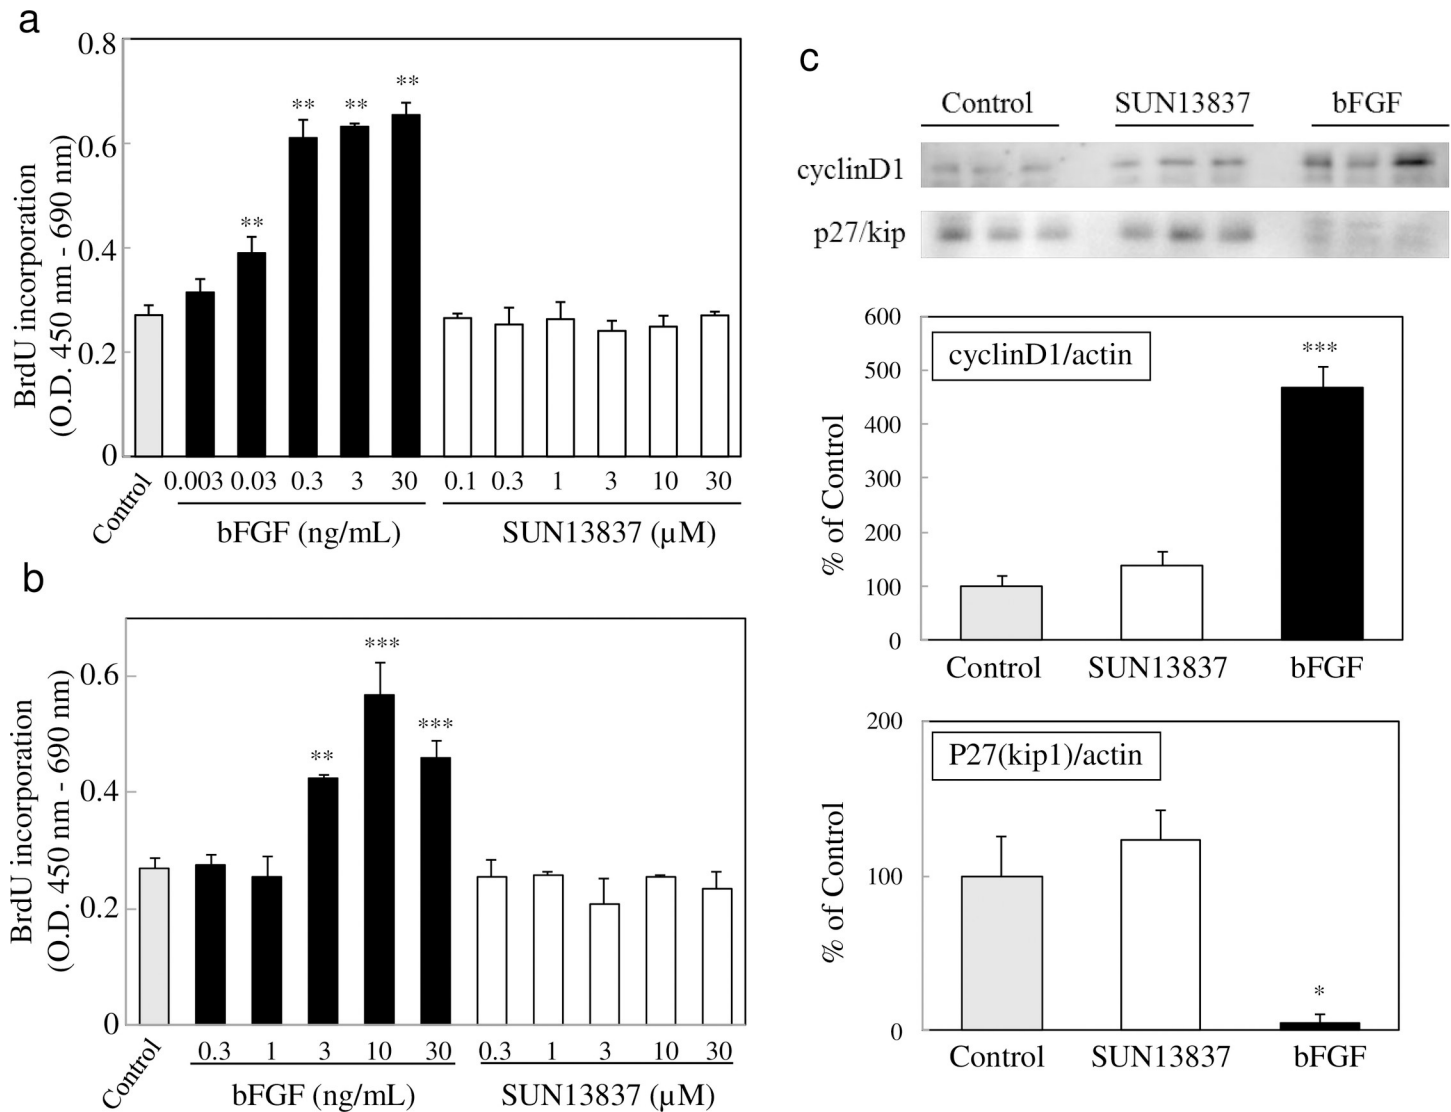 a
0.8
0.6
0.4
0.2
0
BrdU incorporation
(O.D. 450 nm - 690 nm)
** ** ** **
Control 0.003 0.03 0.3 3 30 0.1 0.3 1 3 10 30
bFGF (ng/mL) SUN13837 (µM)
b
0.6
0.4
0.2
0
BrdU incorporation
(O.D. 450 nm - 690 nm)
** *** ***
Control 0.3 1 3 10 30 0.3 1 3 10 30
bFGF (ng/mL) SUN13837 (µM)
c
Control SUN13837 bFGF
cyclinD1
p27/kip
600
500
400
300
200
100
0
% of Control
cyclinD1/actin
***
Control SUN13837 bFGF
200
100
0
% of Control
P27(kip1)/actin
*
Control SUN13837 bFGF